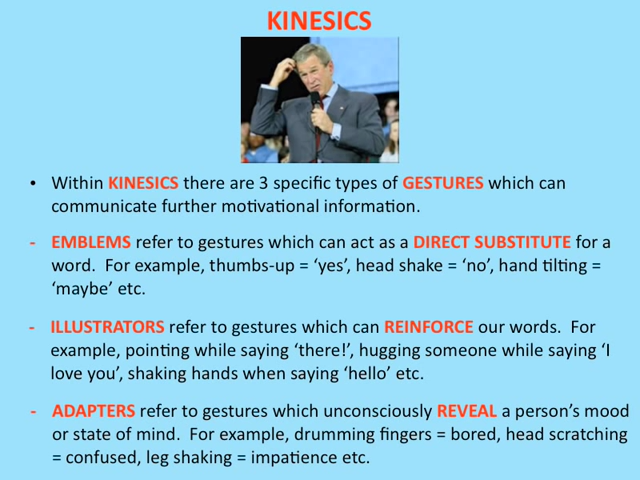 KINESICS
• Within KINESICS there are 3 specific types of GESTURES which can
communicate further motivational information.
- EMBLEMS refer to gestures which can act as a DIRECT SUBSTITUTE for a
word.  For example, thumbs-up = ‘yes’, head shake = ‘no’, hand tilting =
‘maybe’ etc.
- ILLUSTRATORS refer to gestures which can REINFORCE our words.  For
example, pointing while saying ‘there!’, hugging someone while saying ‘I
love you’, shaking hands when saying ‘hello’ etc.
- ADAPTERS refer to gestures which unconsciously REVEAL a person’s mood
or state of mind.  For example, drumming fingers = bored, head scratching
= confused, leg shaking = impatience etc.